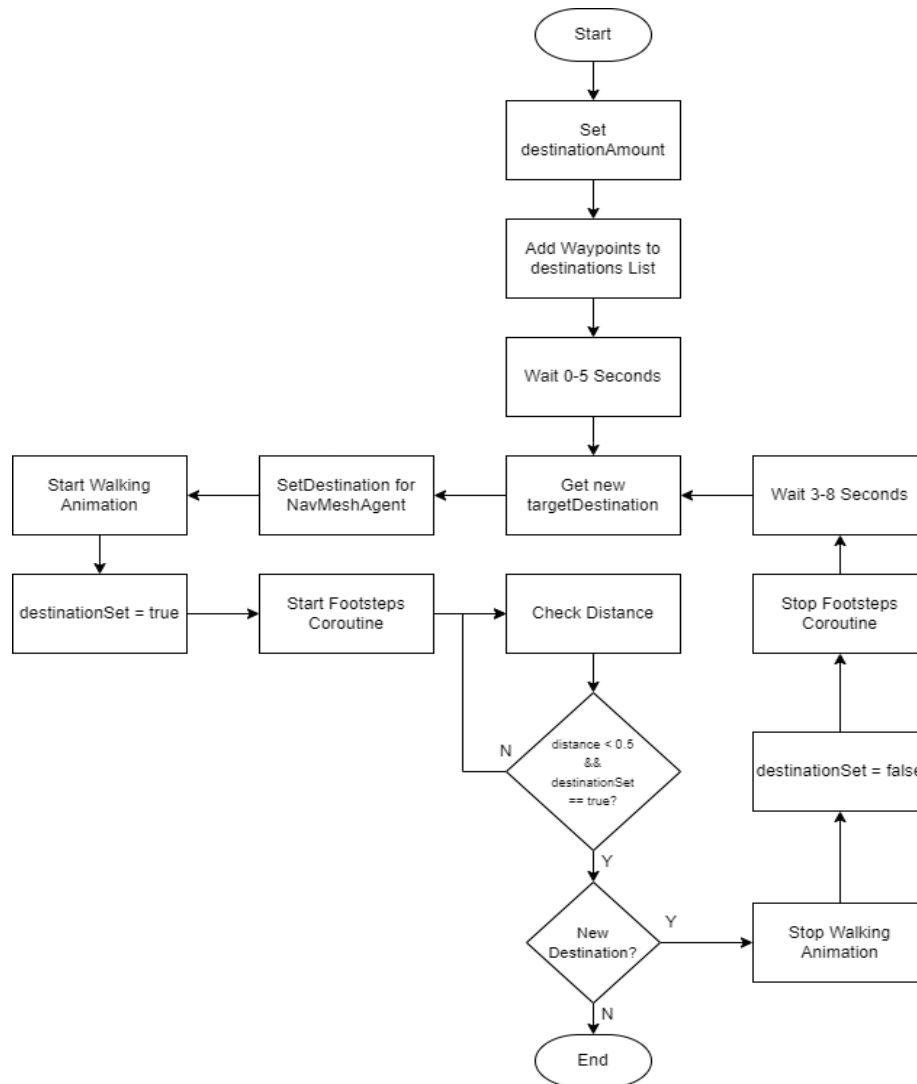 Start
Set
destinationAmount
Add Waypoints to
destinations List
Wait 0-5 Seconds
Start Walking
Animation
SetDestination for
NavMeshAgent
Get new
targetDestination
Wait 3-8 Seconds
destinationSet = true
Start Footsteps
Coroutine
Check Distance
Stop Footsteps
Coroutine
N
distance < 0.5
&&
destinationSet
== true?
destinationSet = false
Y
New
Destination?
Y
Stop Walking
Animation
N
End